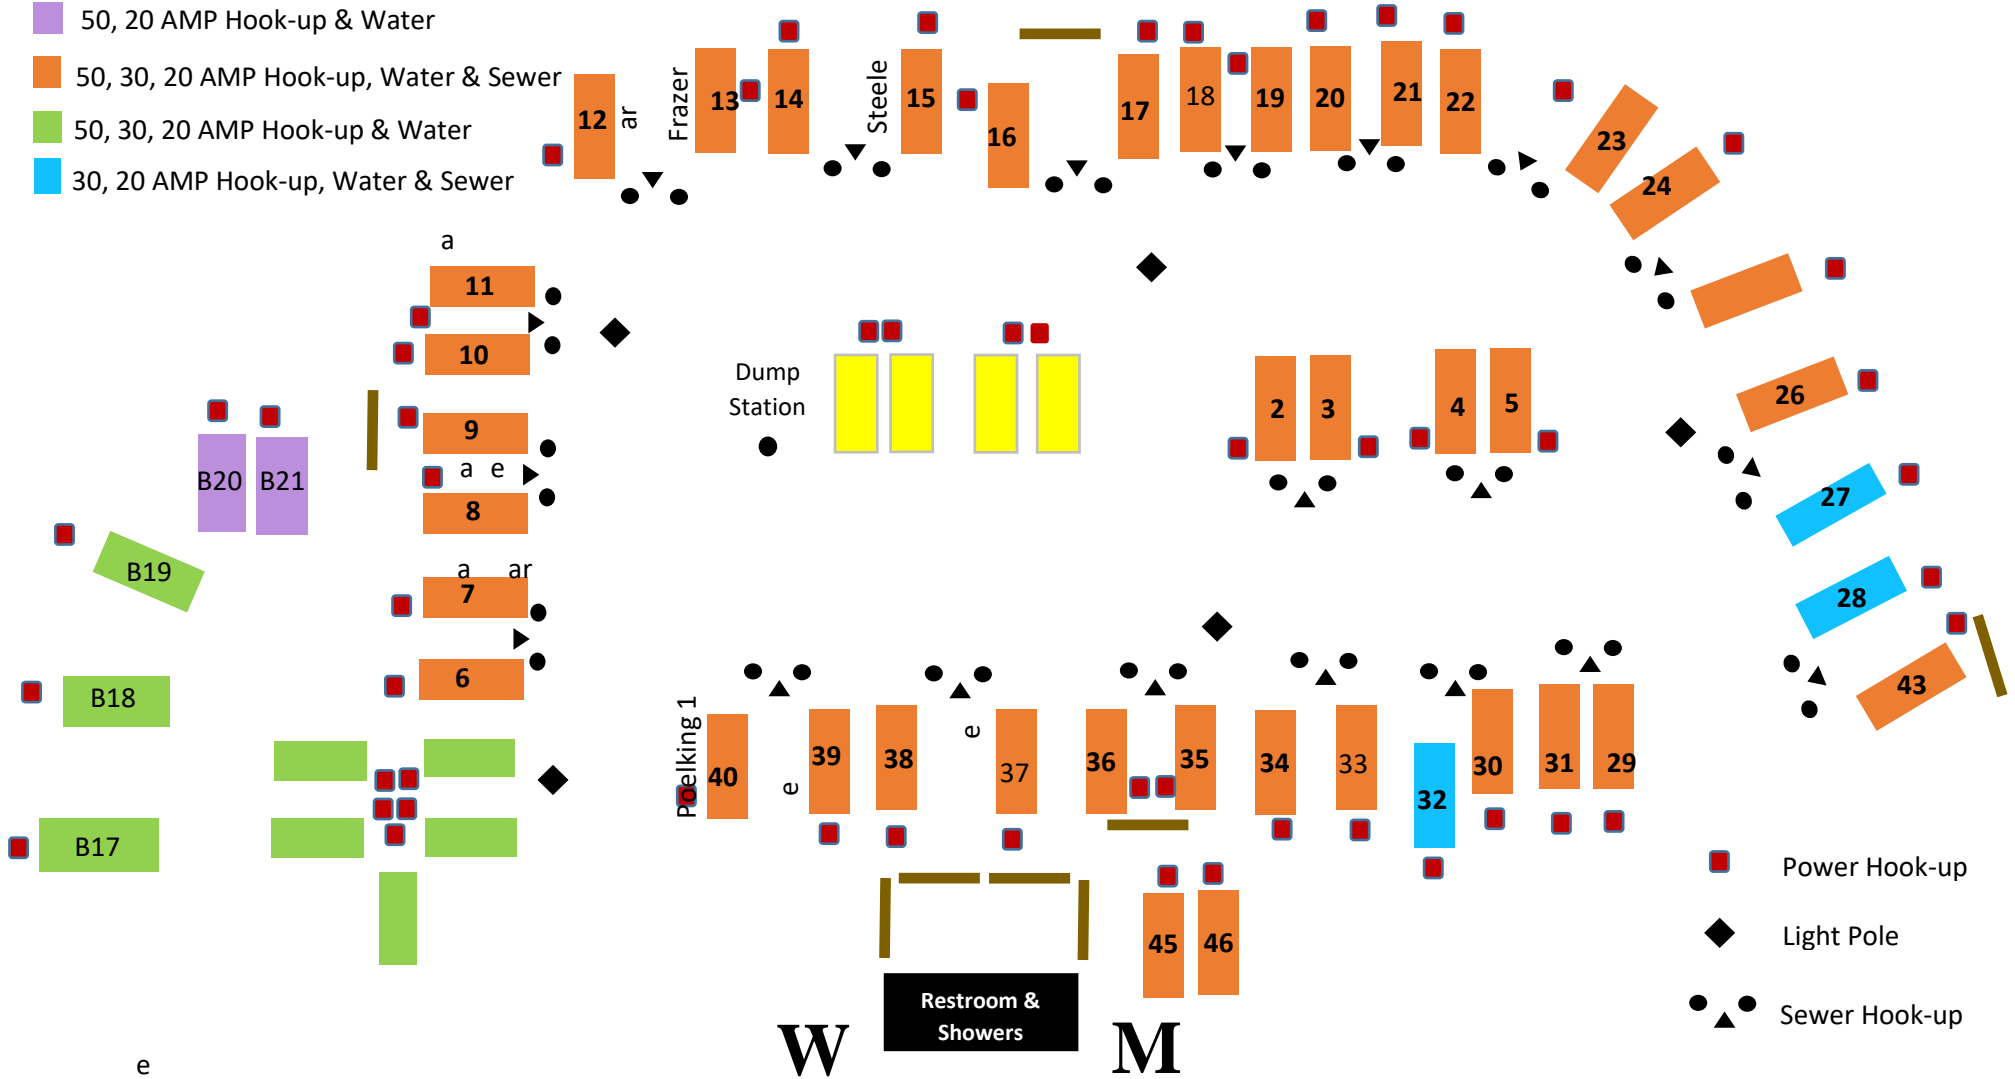 50, 20 AMP Hook-up & Water
50, 30, 20 AMP Hook-up, Water & Sewer
50, 30, 20 AMP Hook-up & Water
30, 20 AMP Hook-up, Water & Sewer
12
ar
Frazer
13
14
Steele
15
16
17
18
19
20
21
22
23
24
26
27
28
43
a
11
10
9
a e
8
a ar
7
6
B20
B21
B19
B18
B17
Dump
Station
2
3
4
5
Poelking 1
40
e
39
38
e
37
36
35
34
33
32
30
31
29
45
46
Restroom &
Showers
W
M
Power Hook-up
Light Pole
Sewer Hook-up
e